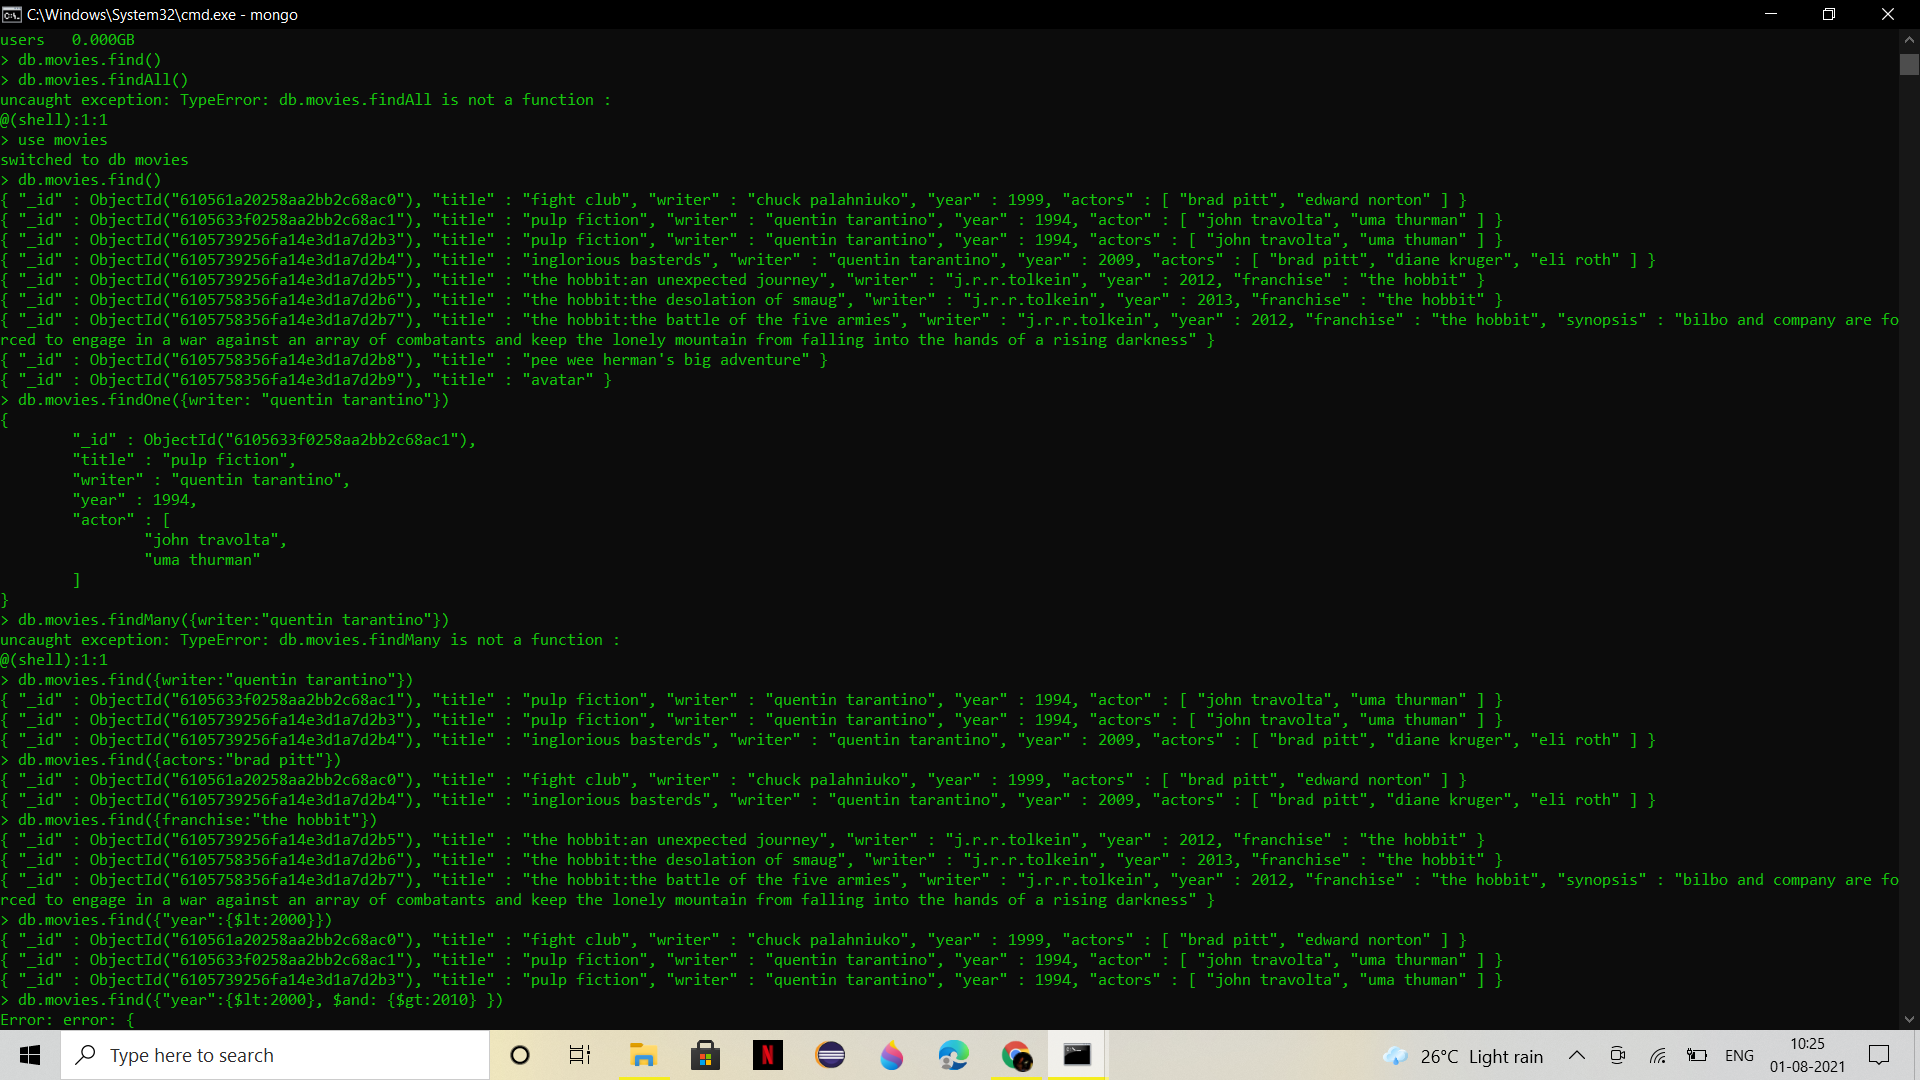 C:\Windows\System32\cmd.exe - mongo
users   0.000GB
> db.movies.find()
> db.movies.findAll()
uncaught exception: TypeError: db.movies.findAll is not a function :
@(shell):1:1
> use movies
switched to db movies
> db.movies.find()
{ "_id" : ObjectId("610561a20258aa2bb2c68ac0"), "title" : "fight club", "writer" : "chuck palahniuko", "year" : 1999, "actors" : [ "brad pitt", "edward norton" ] }
{ "_id" : ObjectId("6105633f0258aa2bb2c68ac1"), "title" : "pulp fiction", "writer" : "quentin tarantino", "year" : 1994, "actor" : [ "john travolta", "uma thurman" ] }
{ "_id" : ObjectId("6105739256fa14e3d1a7d2b3"), "title" : "pulp fiction", "writer" : "quentin tarantino", "year" : 1994, "actors" : [ "john travolta", "uma thuman" ] }
{ "_id" : ObjectId("6105739256fa14e3d1a7d2b4"), "title" : "inglorious basterds", "writer" : "quentin tarantino", "year" : 2009, "actors" : [ "brad pitt", "diane kruger", "eli roth" ] }
{ "_id" : ObjectId("6105739256fa14e3d1a7d2b5"), "title" : "the hobbit:an unexpected journey", "writer" : "j.r.r.tolkein", "year" : 2012, "franchise" : "the hobbit" }
{ "_id" : ObjectId("6105758356fa14e3d1a7d2b6"), "title" : "the hobbit:the desolation of smaug", "writer" : "j.r.r.tolkein", "year" : 2013, "franchise" : "the hobbit" }
{ "_id" : ObjectId("6105758356fa14e3d1a7d2b7"), "title" : "the hobbit:the battle of the five armies", "writer" : "j.r.r.tolkein", "year" : 2012, "franchise" : "the hobbit", "synopsis" : "bilbo and company are fo
rced to engage in a war against an array of combatants and keep the lonely mountain from falling into the hands of a rising darkness" }
{ "_id" : ObjectId("6105758356fa14e3d1a7d2b8"), "title" : "pee wee herman's big adventure" }
{ "_id" : ObjectId("6105758356fa14e3d1a7d2b9"), "title" : "avatar" }
> db.movies.findOne({writer: "quentin tarantino"})
{
        "_id" : ObjectId("6105633f0258aa2bb2c68ac1"),
        "title" : "pulp fiction",
        "writer" : "quentin tarantino",
        "year" : 1994,
        "actor" : [
                "john travolta",
                "uma thurman"
        ]
}
> db.movies.findMany({writer:"quentin tarantino"})
uncaught exception: TypeError: db.movies.findMany is not a function :
@(shell):1:1
> db.movies.find({writer:"quentin tarantino"})
{ "_id" : ObjectId("6105633f0258aa2bb2c68ac1"), "title" : "pulp fiction", "writer" : "quentin tarantino", "year" : 1994, "actor" : [ "john travolta", "uma thurman" ] }
{ "_id" : ObjectId("6105739256fa14e3d1a7d2b3"), "title" : "pulp fiction", "writer" : "quentin tarantino", "year" : 1994, "actors" : [ "john travolta", "uma thuman" ] }
{ "_id" : ObjectId("6105739256fa14e3d1a7d2b4"), "title" : "inglorious basterds", "writer" : "quentin tarantino", "year" : 2009, "actors" : [ "brad pitt", "diane kruger", "eli roth" ] }
> db.movies.find({actors:"brad pitt"})
{ "_id" : ObjectId("610561a20258aa2bb2c68ac0"), "title" : "fight club", "writer" : "chuck palahniuko", "year" : 1999, "actors" : [ "brad pitt", "edward norton" ] }
{ "_id" : ObjectId("6105739256fa14e3d1a7d2b4"), "title" : "inglorious basterds", "writer" : "quentin tarantino", "year" : 2009, "actors" : [ "brad pitt", "diane kruger", "eli roth" ] }
> db.movies.find({franchise:"the hobbit"})
{ "_id" : ObjectId("6105739256fa14e3d1a7d2b5"), "title" : "the hobbit:an unexpected journey", "writer" : "j.r.r.tolkein", "year" : 2012, "franchise" : "the hobbit" }
{ "_id" : ObjectId("6105758356fa14e3d1a7d2b6"), "title" : "the hobbit:the desolation of smaug", "writer" : "j.r.r.tolkein", "year" : 2013, "franchise" : "the hobbit" }
{ "_id" : ObjectId("6105758356fa14e3d1a7d2b7"), "title" : "the hobbit:the battle of the five armies", "writer" : "j.r.r.tolkein", "year" : 2012, "franchise" : "the hobbit", "synopsis" : "bilbo and company are fo
rced to engage in a war against an array of combatants and keep the lonely mountain from falling into the hands of a rising darkness" }
> db.movies.find({"year":{$lt:2000}})
{ "_id" : ObjectId("610561a20258aa2bb2c68ac0"), "title" : "fight club", "writer" : "chuck palahniuko", "year" : 1999, "actors" : [ "brad pitt", "edward norton" ] }
{ "_id" : ObjectId("6105633f0258aa2bb2c68ac1"), "title" : "pulp fiction", "writer" : "quentin tarantino", "year" : 1994, "actor" : [ "john travolta", "uma thurman" ] }
{ "_id" : ObjectId("6105739256fa14e3d1a7d2b3"), "title" : "pulp fiction", "writer" : "quentin tarantino", "year" : 1994, "actors" : [ "john travolta", "uma thuman" ] }
> db.movies.find({"year":{$lt:2000}, $and: {$gt:2010} })
Error: error: {
Type here to search
26°C Light rain
ENG
10:25
01-08-2021